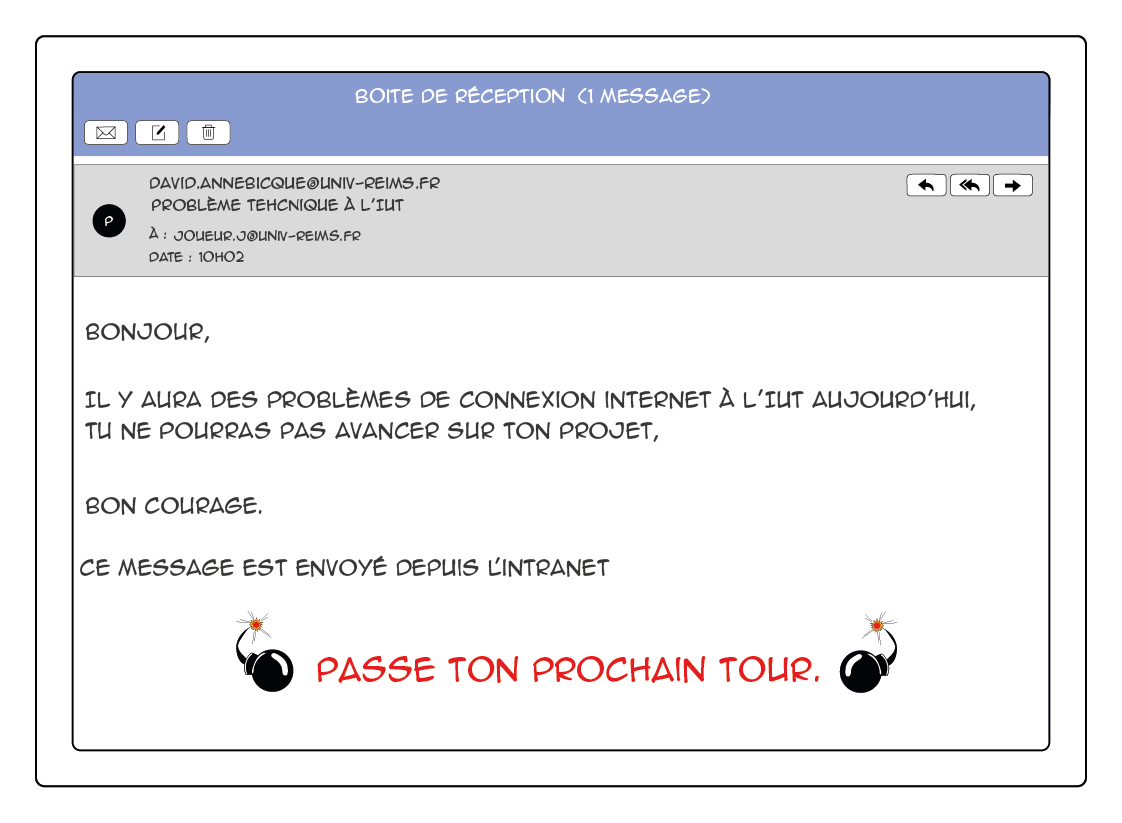 BOITE DE RÉCEPTION (1 MESSAGE)
DAVID.ANNEBICQUE@UNIV-REIMS.FR
PROBLÈME TEHCNIQUE À L'IUT
P
À : JOUEUR.J@UNIV-REIMS.FR
DATE : 10H02
BONJOUR,
IL Y AURA DES PROBLÈMES DE CONNEXION INTERNET À L'IUT AUJOURD'HUI,
TU NE POURRAS PAS AVANCER SUR TON PROJET,
BON COURAGE.
CE MESSAGE EST ENVOYÉ DEPUIS L'INTRANET
PASSE TON PROCHAIN TOUR.